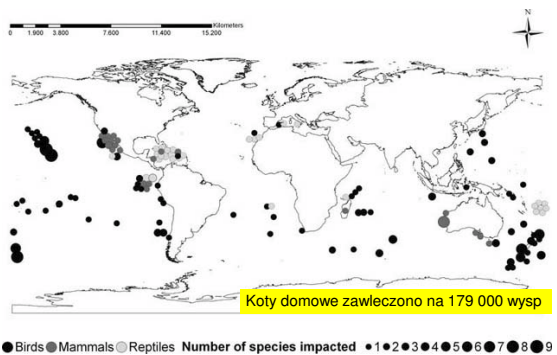 Kilometers
0 1.900 3.800 7.600 11.400 15.200
N
Koty domowe zawleczono na 179 000 wysp
Birds Mammals Reptiles Number of species impacted 1 2 3 4 5 6 7 8 9